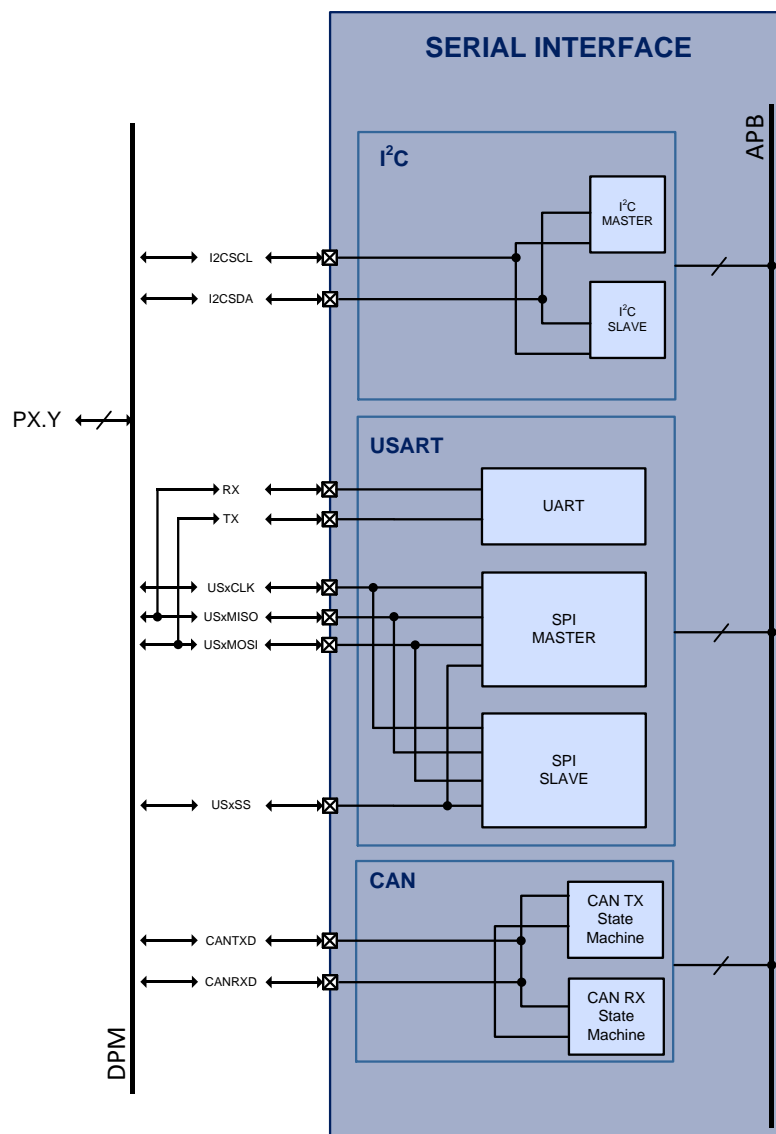 SERIAL INTERFACE
APB
I²C
I²C
MASTER
I2CSCL
I2CSDA
I²C
SLAVE
PX.Y
USART
RX
UART
TX
USxCLK
USxMISO
USxMOSI
SPI
MASTER
SPI
SLAVE
USxSS
CAN
CAN TX
State
Machine
CANTXD
CANRXD
CAN RX
State
Machine
DPM